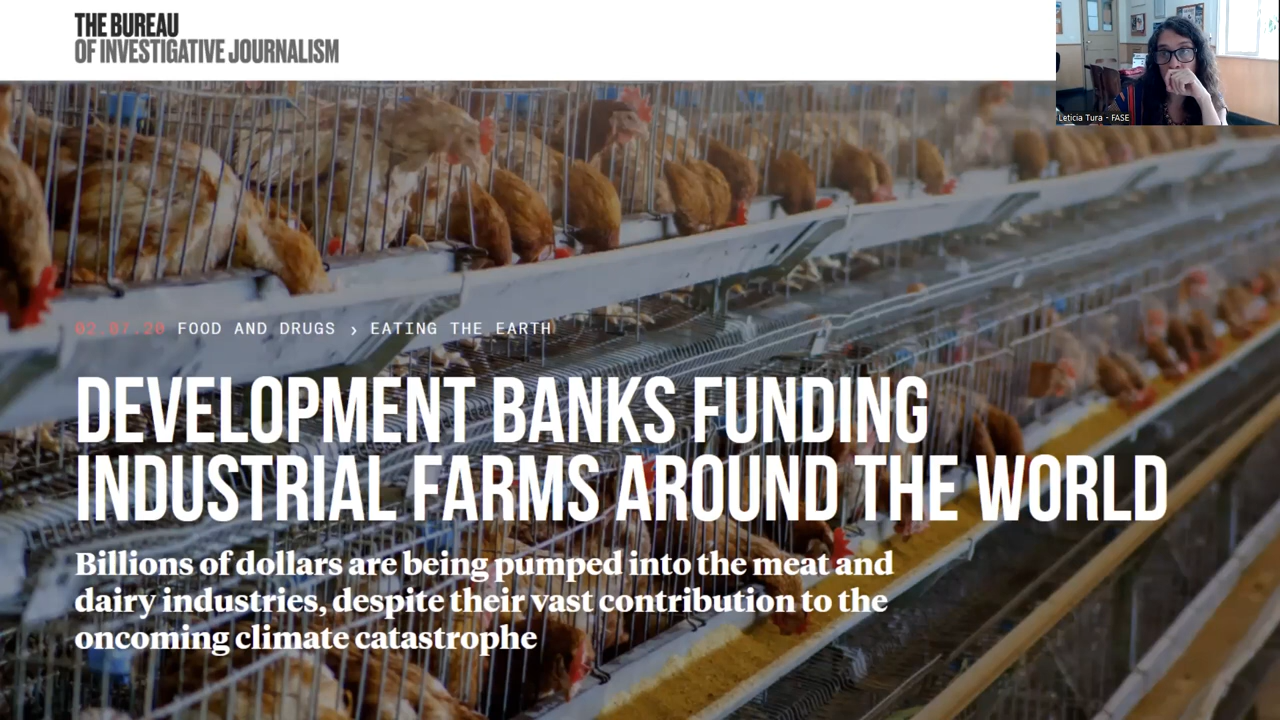 THE BUREAU
OF INVESTIGATIVE JOURNALISM
Leticia Tura - FASE
02.07.20 FOOD AND DRUGS › EATING THE EARTH
DEVELOPMENT BANKS FUNDING
INDUSTRIAL FARMS AROUND THE WORLD
Billions of dollars are being pumped into the meat and
dairy industries, despite their vast contribution to the
oncoming climate catastrophe